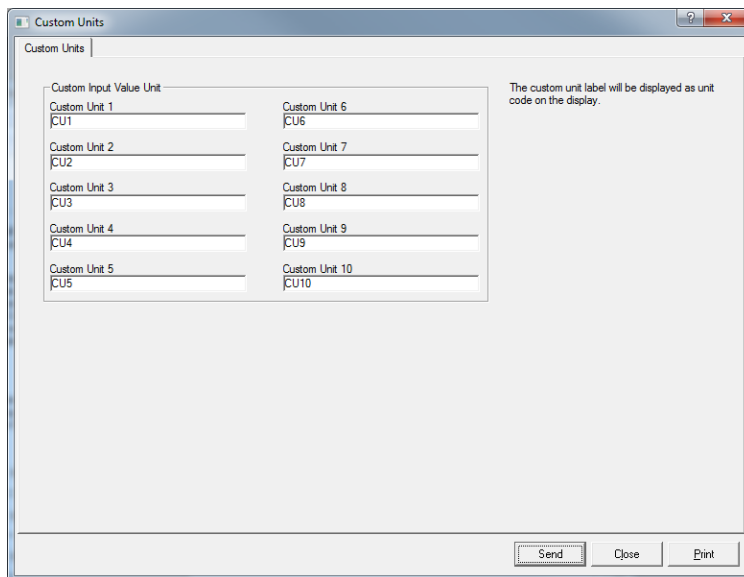 Custom Units
?
X
Custom Units
Custom Input Value Unit
Custom Unit 1
CU1
Custom Unit 2
CU2
Custom Unit 3
CU3
Custom Unit 4
CU4
Custom Unit 5
CU5
Custom Unit 6
CU6
Custom Unit 7
CU7
Custom Unit 8
CU8
Custom Unit 9
CU9
Custom Unit 10
CU10
The custom unit label will be displayed as unit
code on the display.
Send
Close
Print